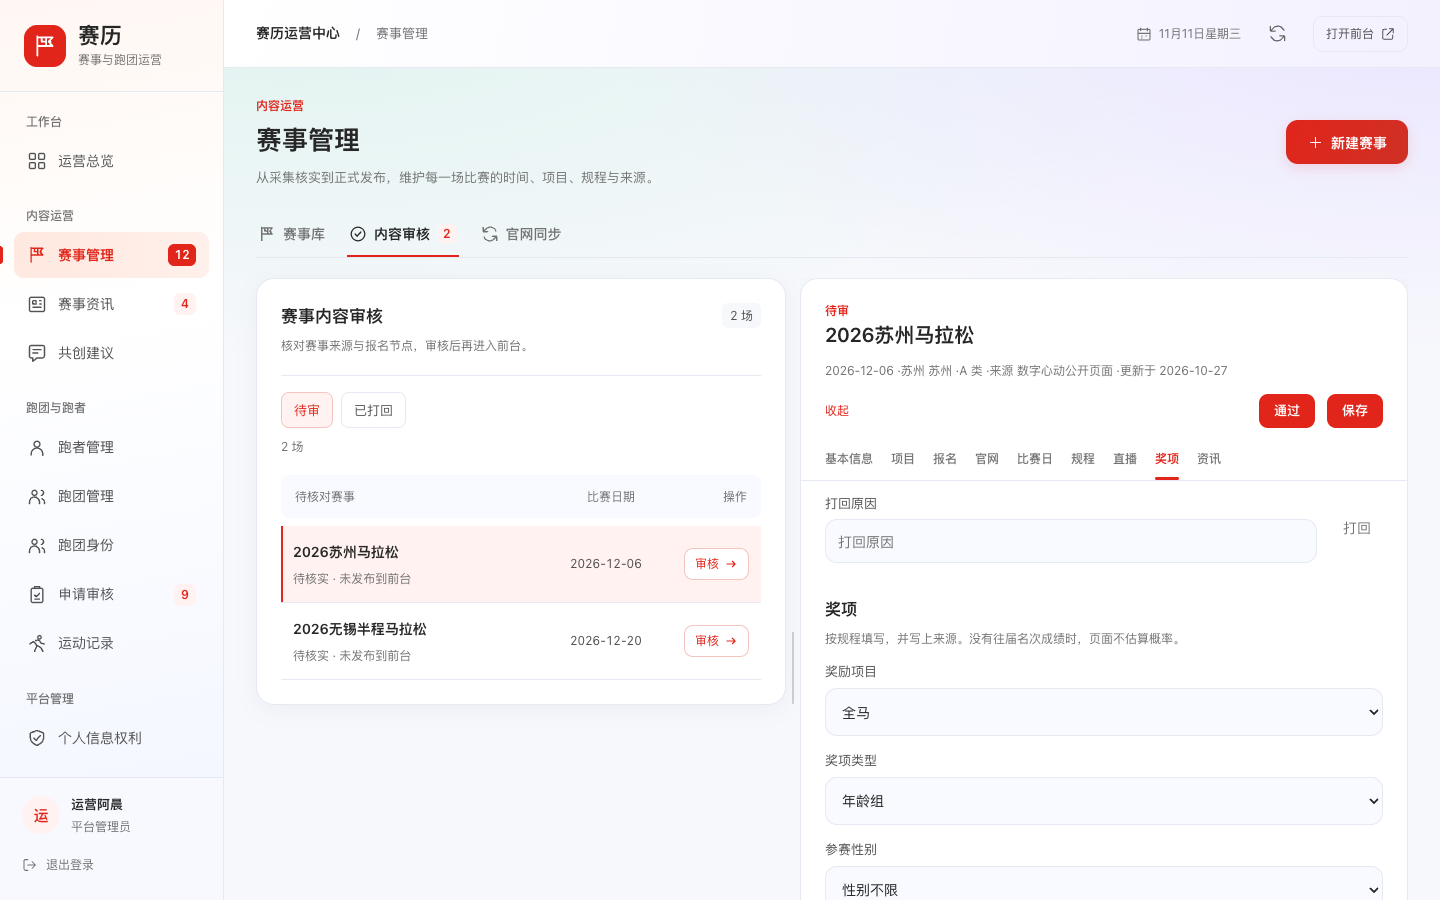 赛历
赛事与跑团运营
工作台
运营总览
内容运营
赛事管理 12
赛事资讯 4
共创建议
跑团与跑者
跑者管理
跑团管理
跑团身份
申请审核 9
运动记录
平台管理
个人信息权利
运
运营阿晨
平台管理员
退出登录
赛历运营中心 / 赛事管理
11月11日星期三
打开前台
内容运营
赛事管理
从采集核实到正式发布，维护每一场比赛的时间、项目、规程与来源。
新建赛事
赛事库 内容审核 2 官网同步
赛事内容审核
2 场
核对赛事来源与报名节点，审核后再进入前台。
待审 已打回
2 场
待核对赛事 比赛日期 操作
2026苏州马拉松
待核实 · 未发布到前台
2026-12-06
审核 →
2026无锡半程马拉松
待核实 · 未发布到前台
2026-12-20
审核 →
待审
2026苏州马拉松
2026-12-06 ·苏州 苏州 ·A 类 ·来源 数字心动公开页面 ·更新于 2026-10-27
收起
通过 保存
基本信息 项目 报名 官网 比赛日 规程 直播 奖项 资讯
打回原因
打回原因
打回
奖项
按规程填写，并写上来源。没有往届名次成绩时，页面不估算概率。
奖励项目
全马
奖项类型
年龄组
参赛性别
性别不限